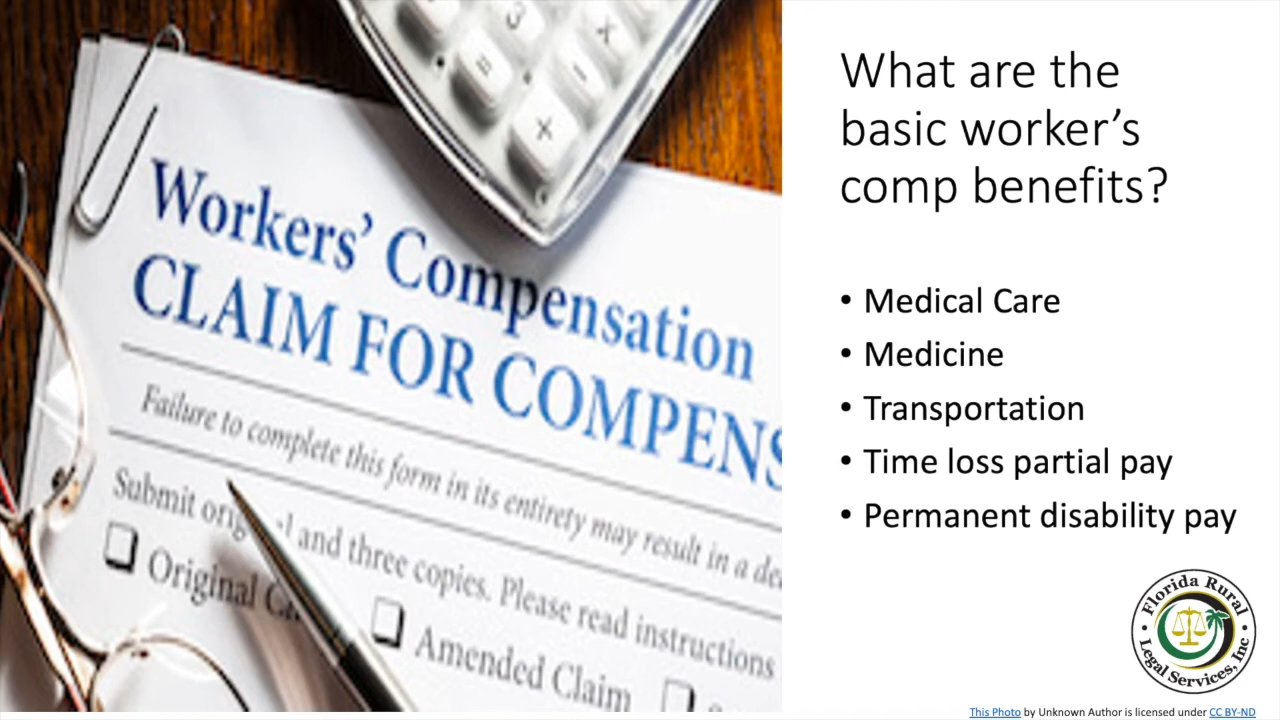 Workers’ Compensation
CLAIM FOR COMPENS
Failure to complete this form in its entirety may result in a
Submit and three copies. Please read instructions
Original
Amended Claim
3
x
=
-
+
What are the
basic worker’s
comp benefits?
• Medical Care
• Medicine
• Transportation
• Time loss partial pay
• Permanent disability pay
Florida Rural
Legal Services, Inc
This Photo by Unknown Author is licensed under CC BY-ND